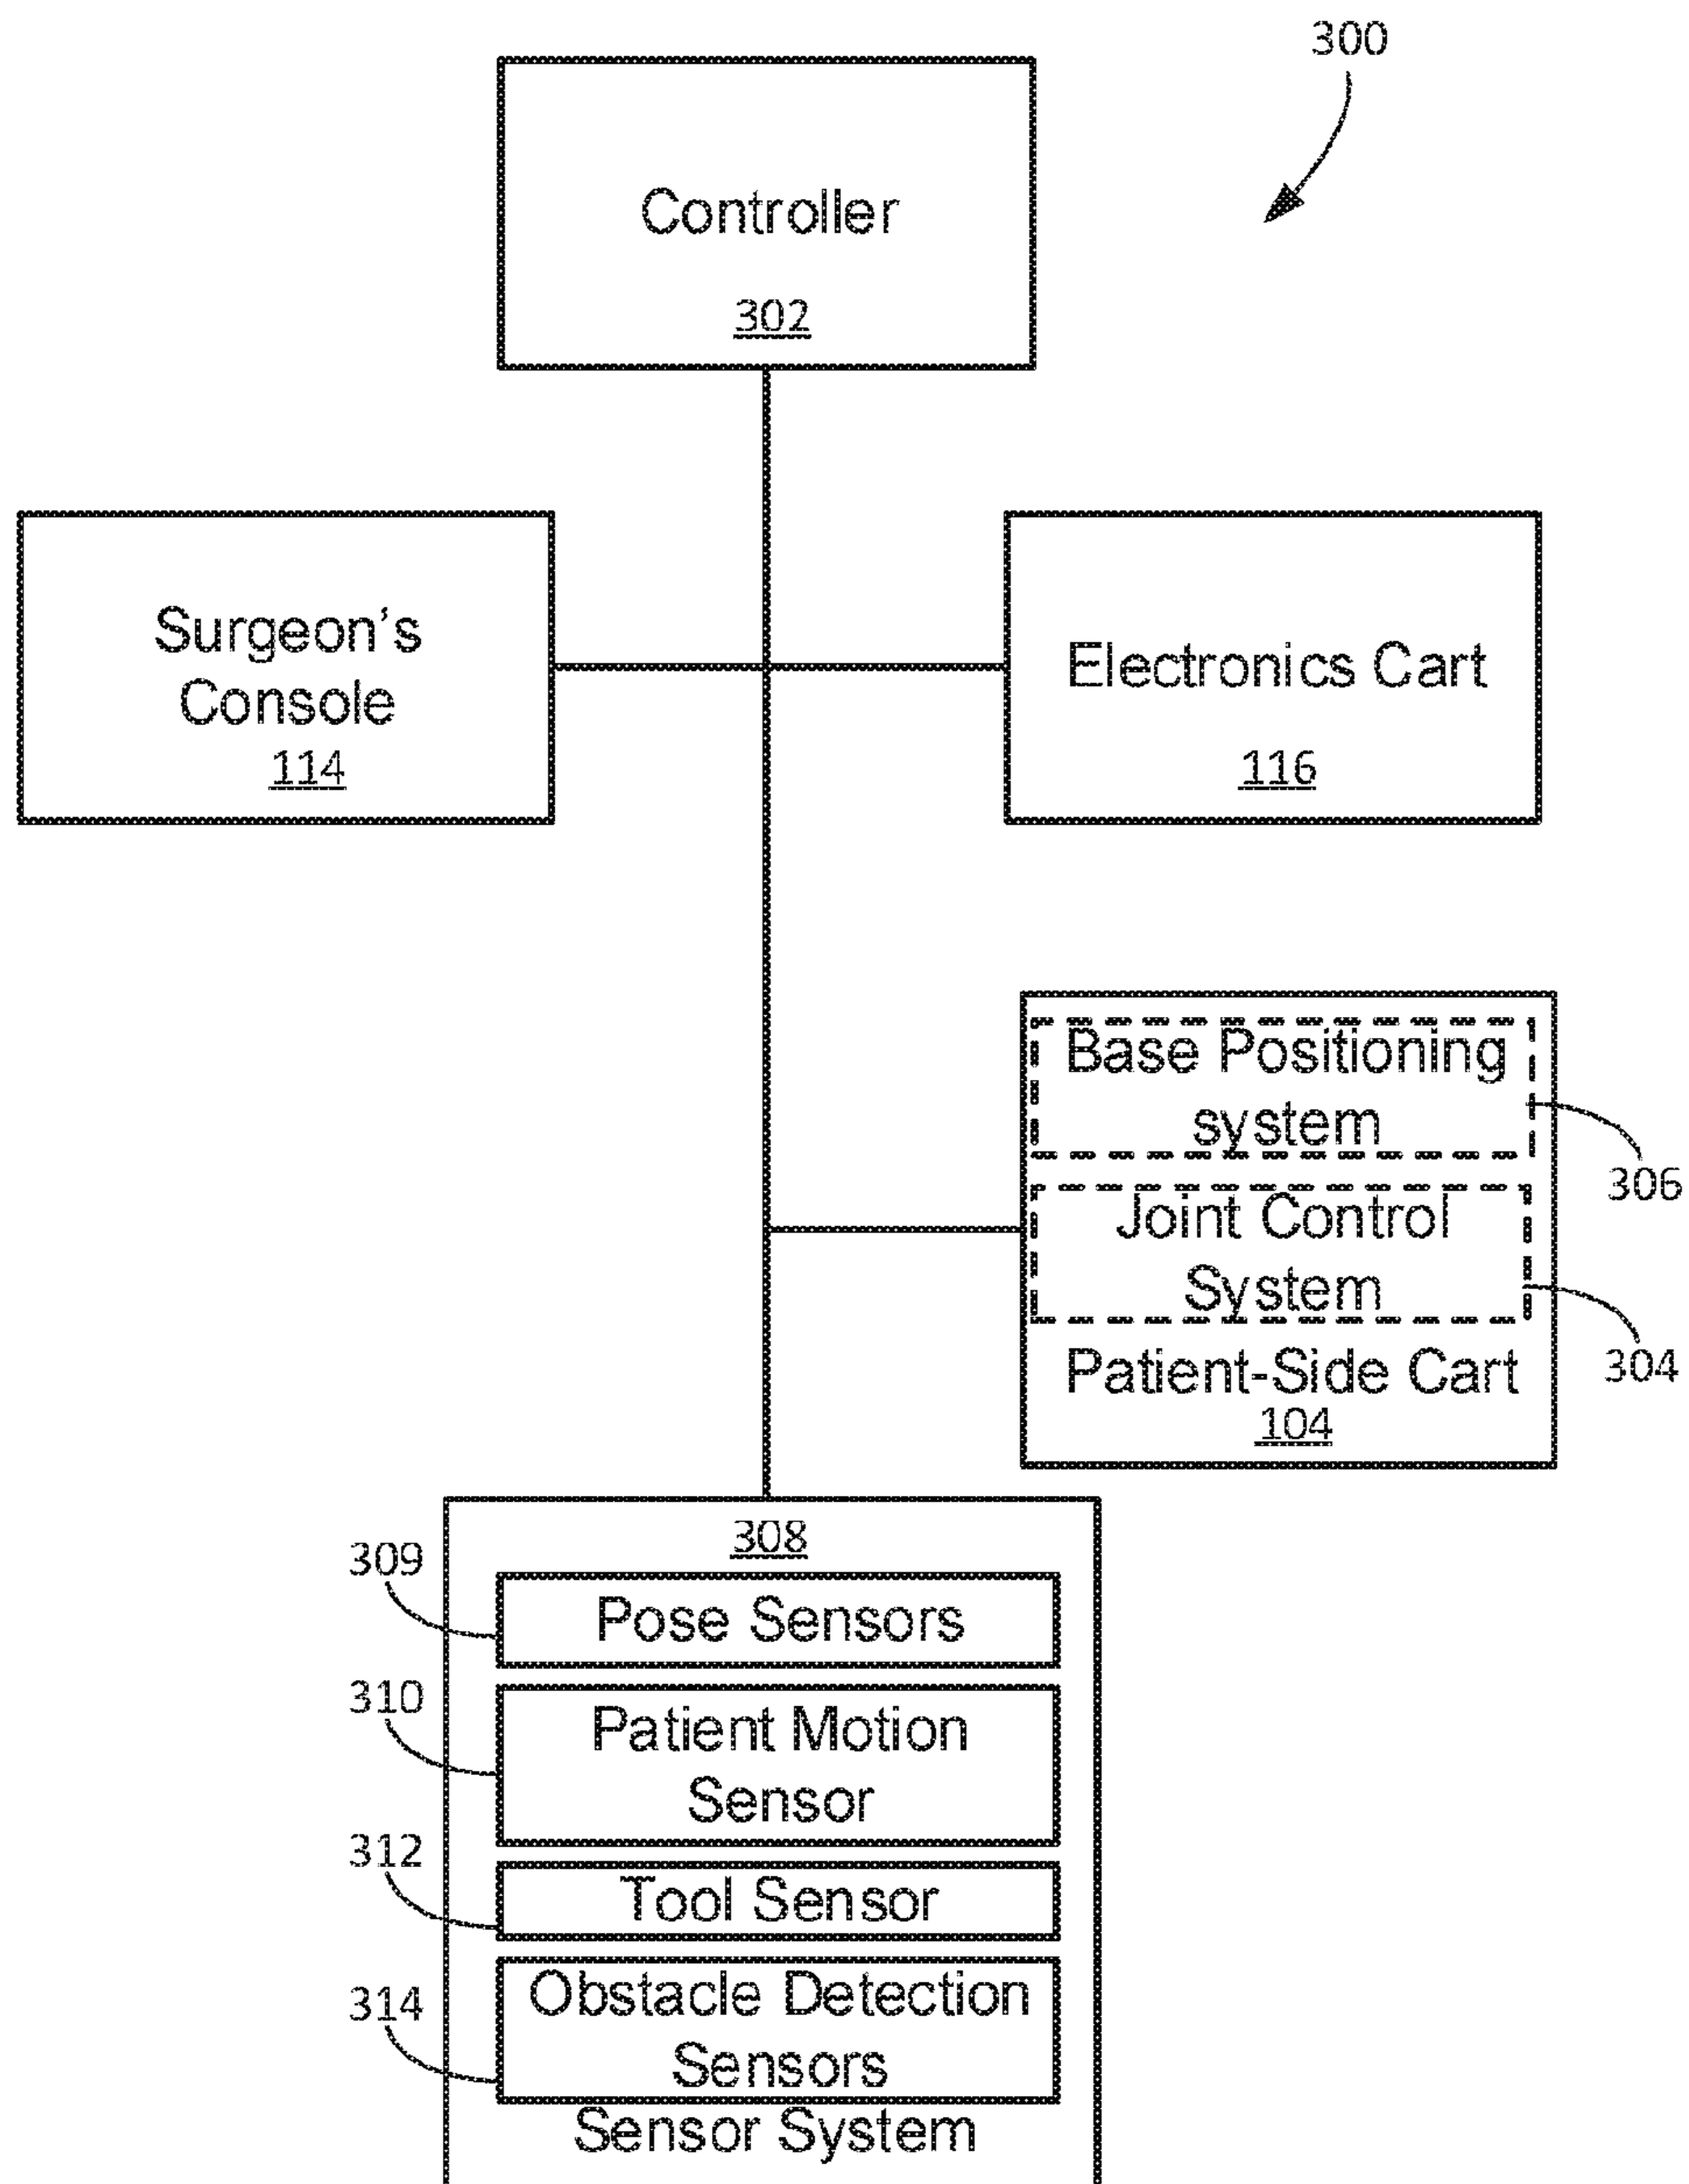 300
Controller
302
Surgeon's
Console
114
Electronics Cart
116
Base Positioning
system
306
Joint Control
System
304
Patient-Side Cart
104
308
309
Pose Sensors
310
Patient Motion
Sensor
312
Tool Sensor
314
Obstacle Detection
Sensors
Sensor System